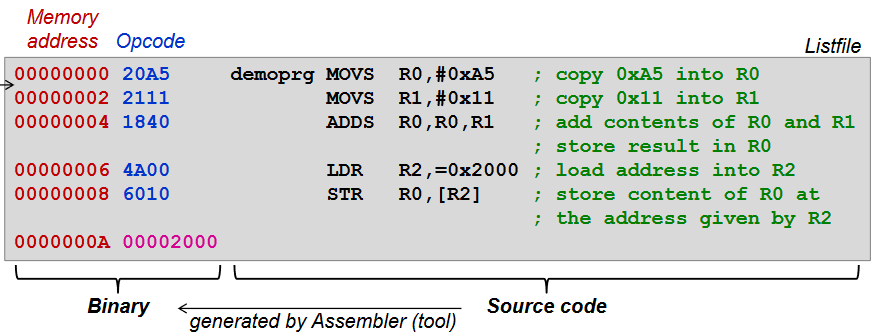 Memory
address Opcode
Listfile
00000000 20A5 demoprg MOVS R0,#0xA5 ; copy 0xA5 into R0
00000002 2111 MOVS R1,#0x11 ; copy 0x11 into R1
00000004 1840 ADDS R0,R0,R1 ; add contents of R0 and R1
; store result in R0
00000006 4A00 LDR R2,=0x2000 ; load address into R2
00000008 6010 STR R0,[R2] ; store content of R0 at
; the address given by R2
0000000A 00002000
Binary Source code
generated by Assembler (tool)